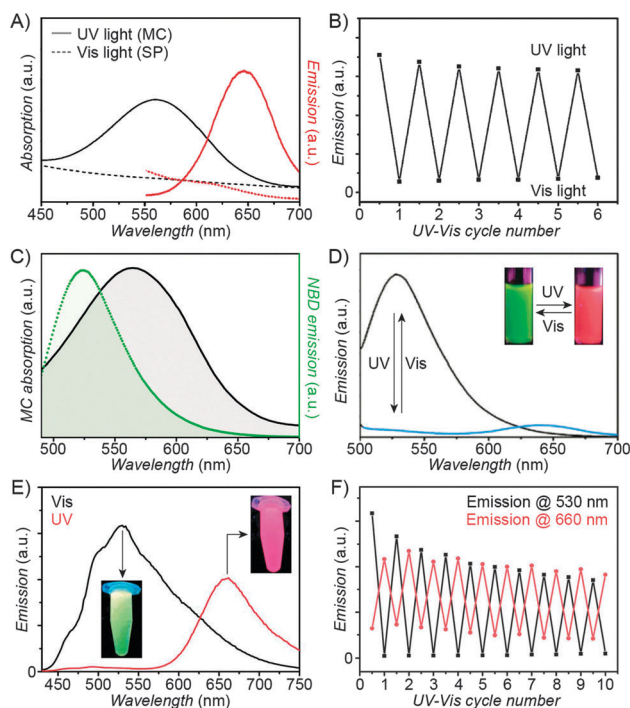 A)
UV light (MC)
Vis light (SP)
Absorption (a.u.)
Emission (a.u.)
450 500 550 600 650 700
Wavelength (nm)
B)
UV light
Vis light
Emission (a.u.)
0
1 2 3 4 5 6
UV-Vis cycle number
C)
MC absorption (a.u.)
NBD emission (a.u.)
500 550 600 650 700
Wavelength (nm)
D)
UV
Vis
UV
Vis
Emission (a.u.)
500 550 600 650 700
Wavelength (nm)
E)
Vis
UV
Emission (a.u.)
0
450 500 550 600 650 700 750
Wavelength (nm)
F)
Emission @ 530 nm
Emission @ 660 nm
Emission (a.u.)
0
1 2 3 4 5 6 7 8 9 10
UV-Vis cycle number